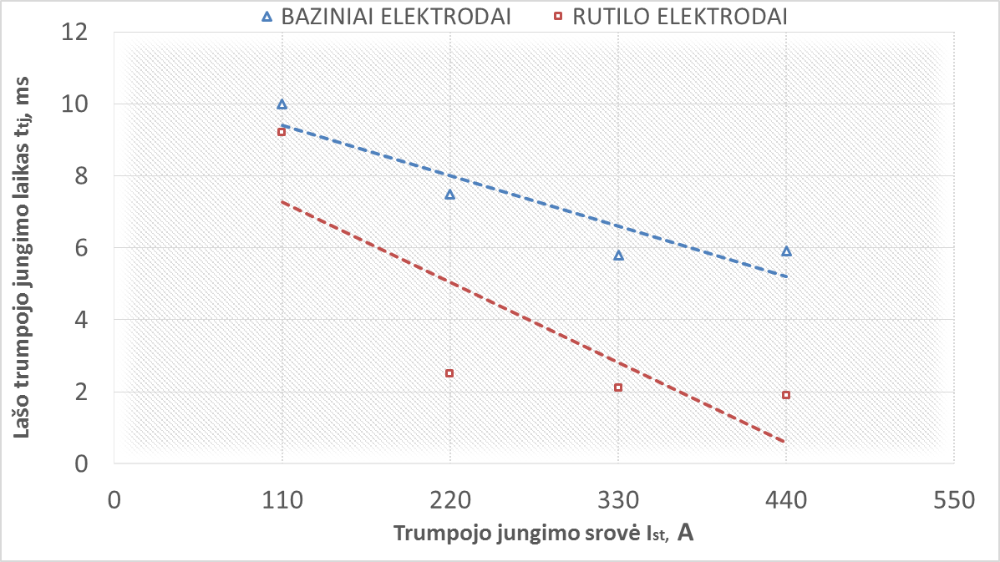 BAZINIAI ELEKTRODAI RUTILO ELEKTRODAI
12
10
8
6
4
2
0
Lašo trumpojo jungimo laikas ttj, ms
0 110 220 330 440 550
Trumpojo jungimo srovė Ist, A